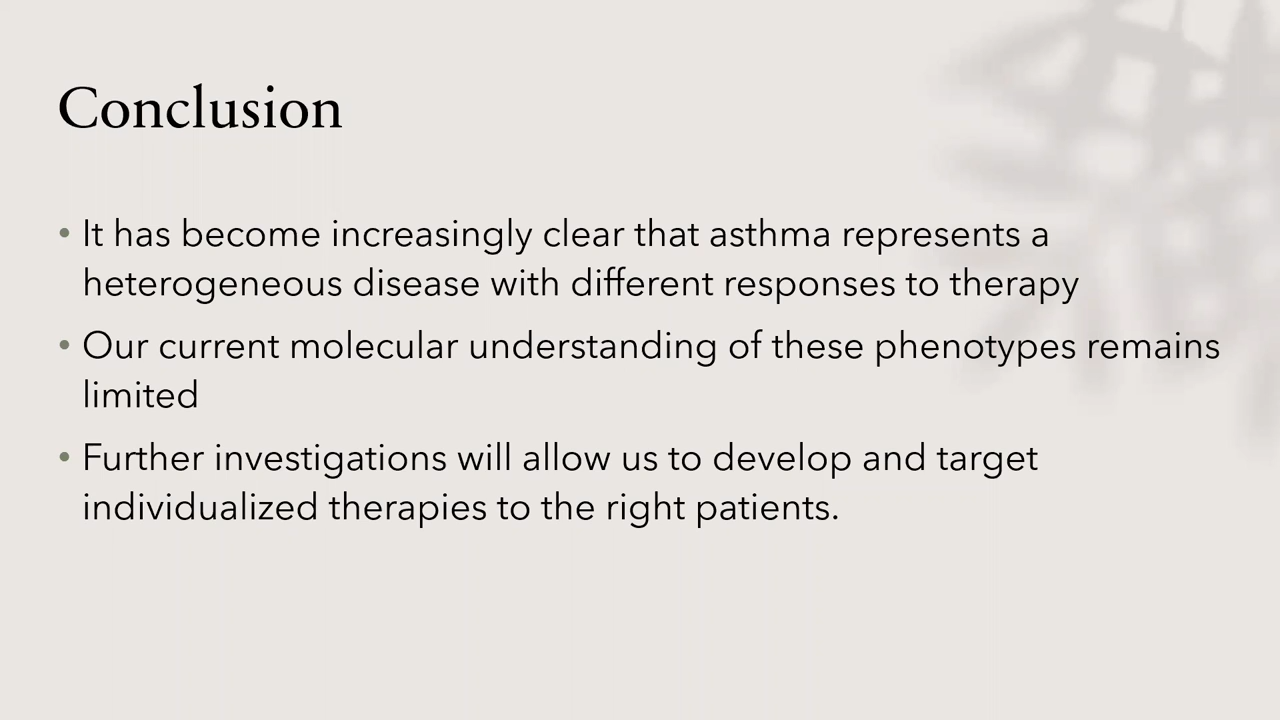 Conclusion
• It has become increasingly clear that asthma represents a
heterogeneous disease with different responses to therapy
• Our current molecular understanding of these phenotypes remains
limited
• Further investigations will allow us to develop and target
individualized therapies to the right patients.